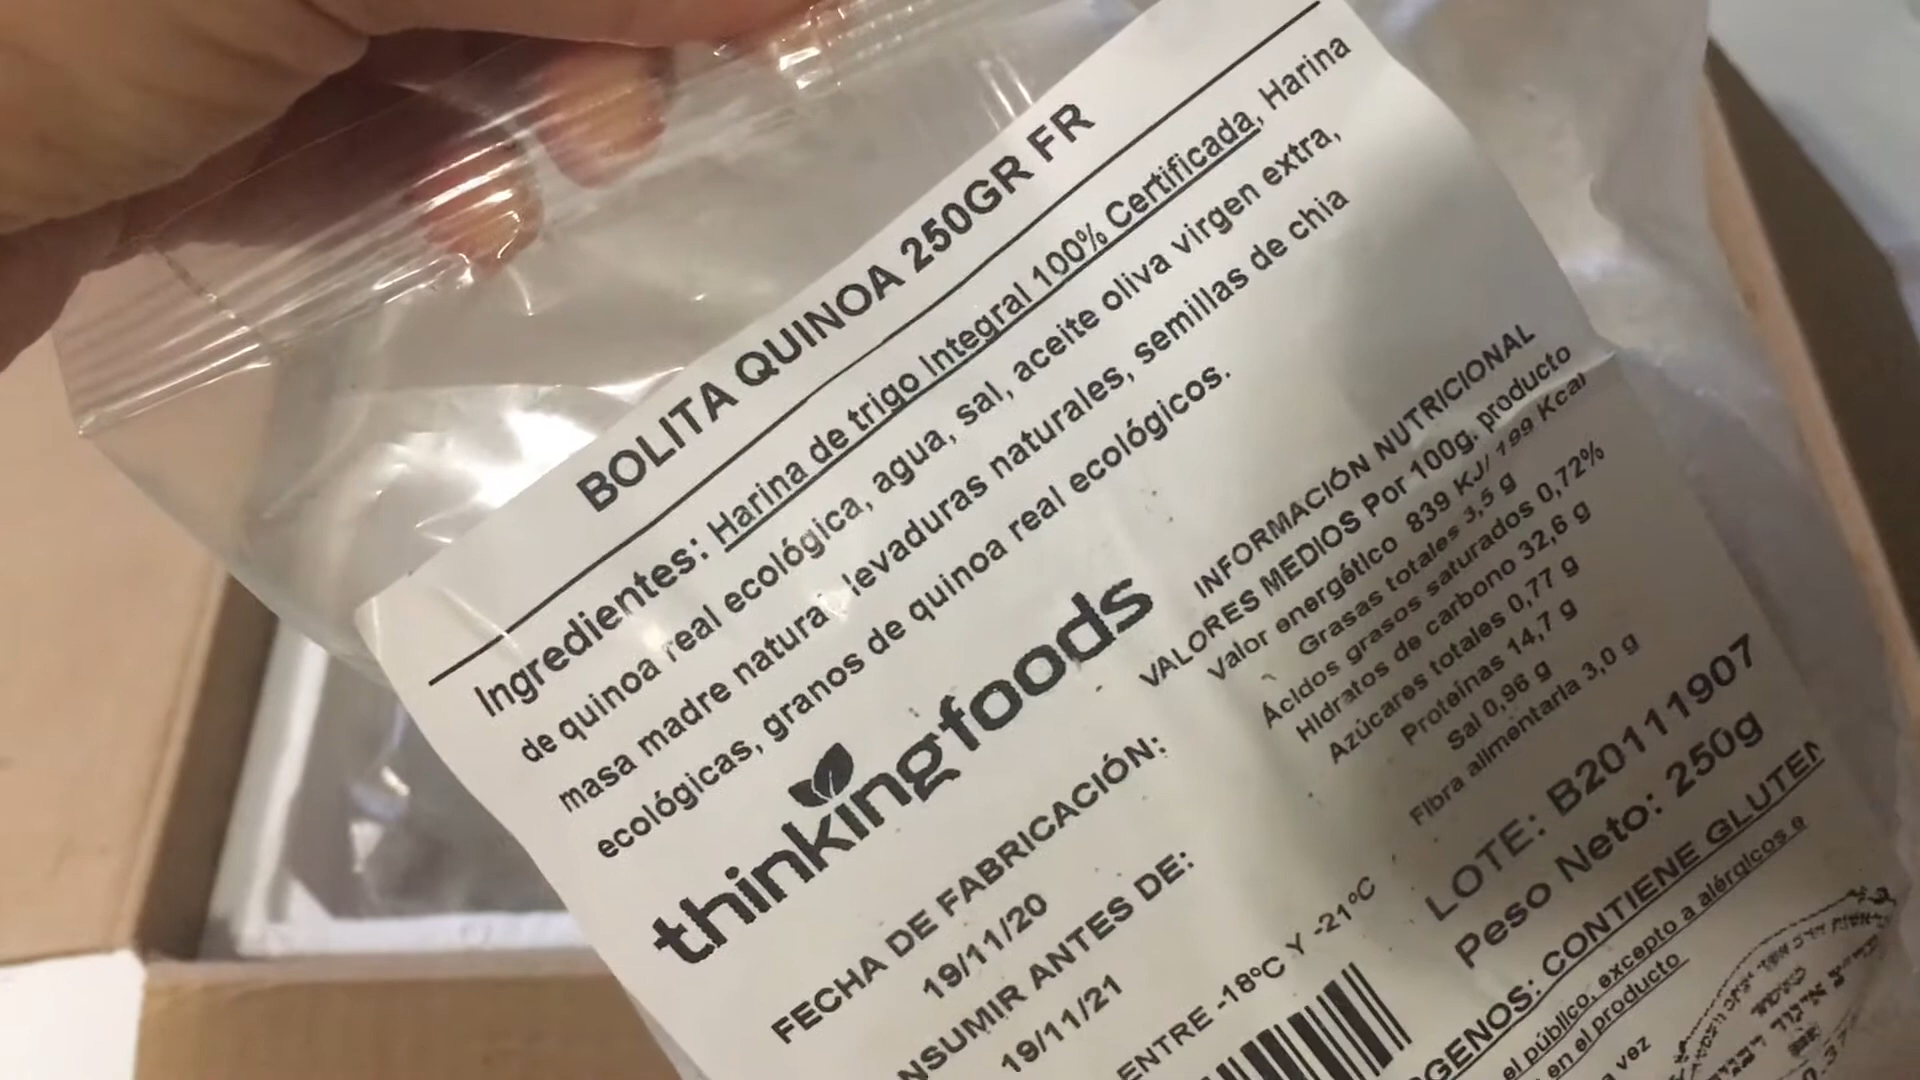 BOLITA QUINOA 250GR FR
Ingredientes: Harina de trigo Integral 100% Certificada, Harina
de quinoa real ecológica, agua, sal, aceite oliva virgen extra,
masa madre natural, levaduras naturales, semillas de chia
ecológicas, granos de quinoa real ecológicos.
thinkingfoods
INFORMACIÓN NUTRICIONAL
VALORES MEDIOS Por 100g. producto
Valor energético 839 KJ/ 199 Kcal
Grasas totales 3,5 g
Ácidos grasos saturados 0,72%
Hidratos de carbono 32,6 g
Azúcares totales 0,77 g
Proteínas 14,7 g
Sal 0,96 g
Fibra alimentaria 3,0 g
FECHA DE FABRICACIÓN:
19/11/20
NSUMIR ANTES DE:
19/11/21
ENTRE -18ºC Y -21ºC
LOTE: B20111907
Peso Neto: 250g
RGENOS: CONTIENE GLUTEN
el público, excepto a alérgicos e
en el producto
vez